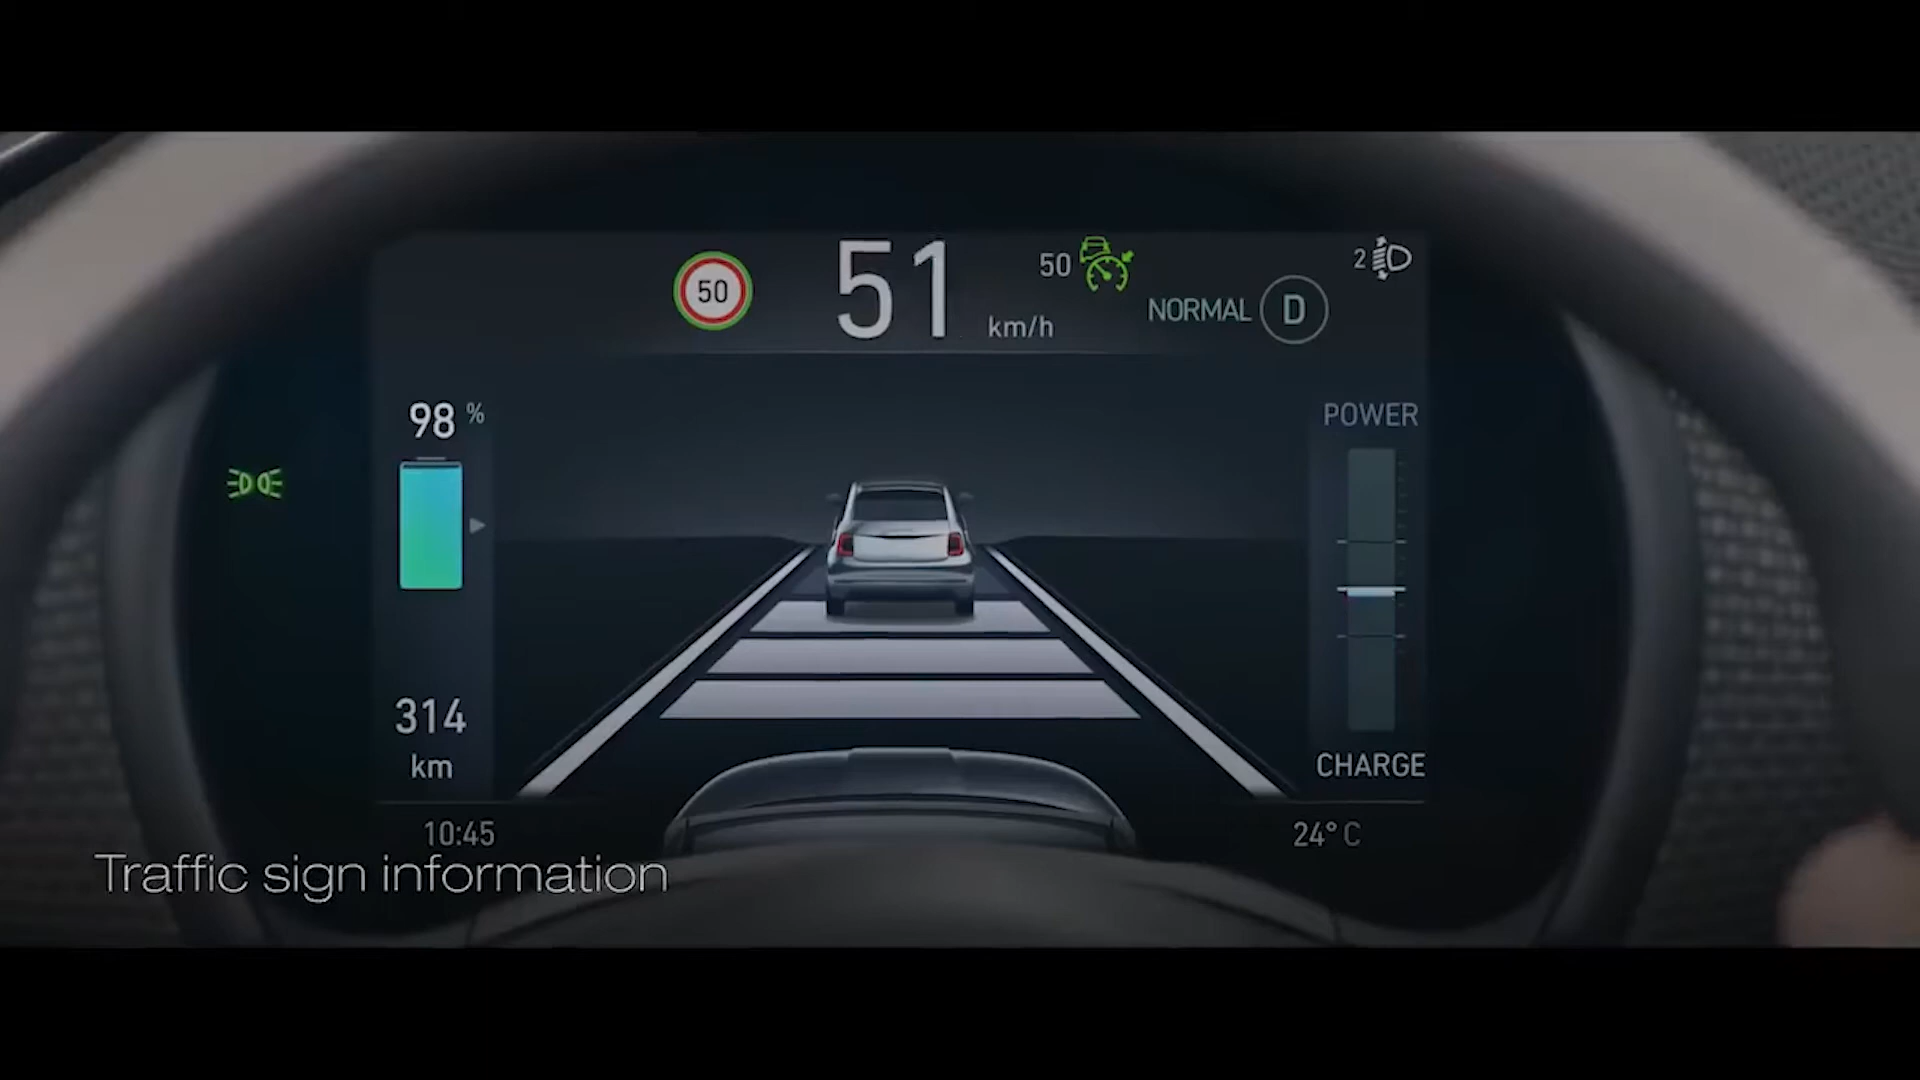 50
51
km/h
50
NORMAL
D
2
98 %
POWER
314
km
CHARGE
10:45
24° C
Traffic sign information